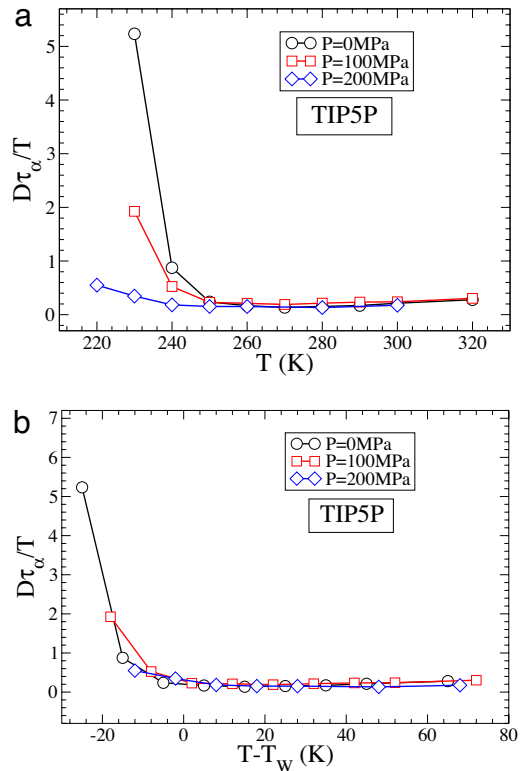 a
P=0MPa
P=100MPa
P=200MPa
TIP5P
Dτα/T
5
4
3
2
1
0
220 240 260 280 300 320
T (K)
b
P=0MPa
P=100MPa
P=200MPa
TIP5P
Dτα/T
7
6
5
4
3
2
1
0
-20 0 20 40 60 80
T-TW (K)